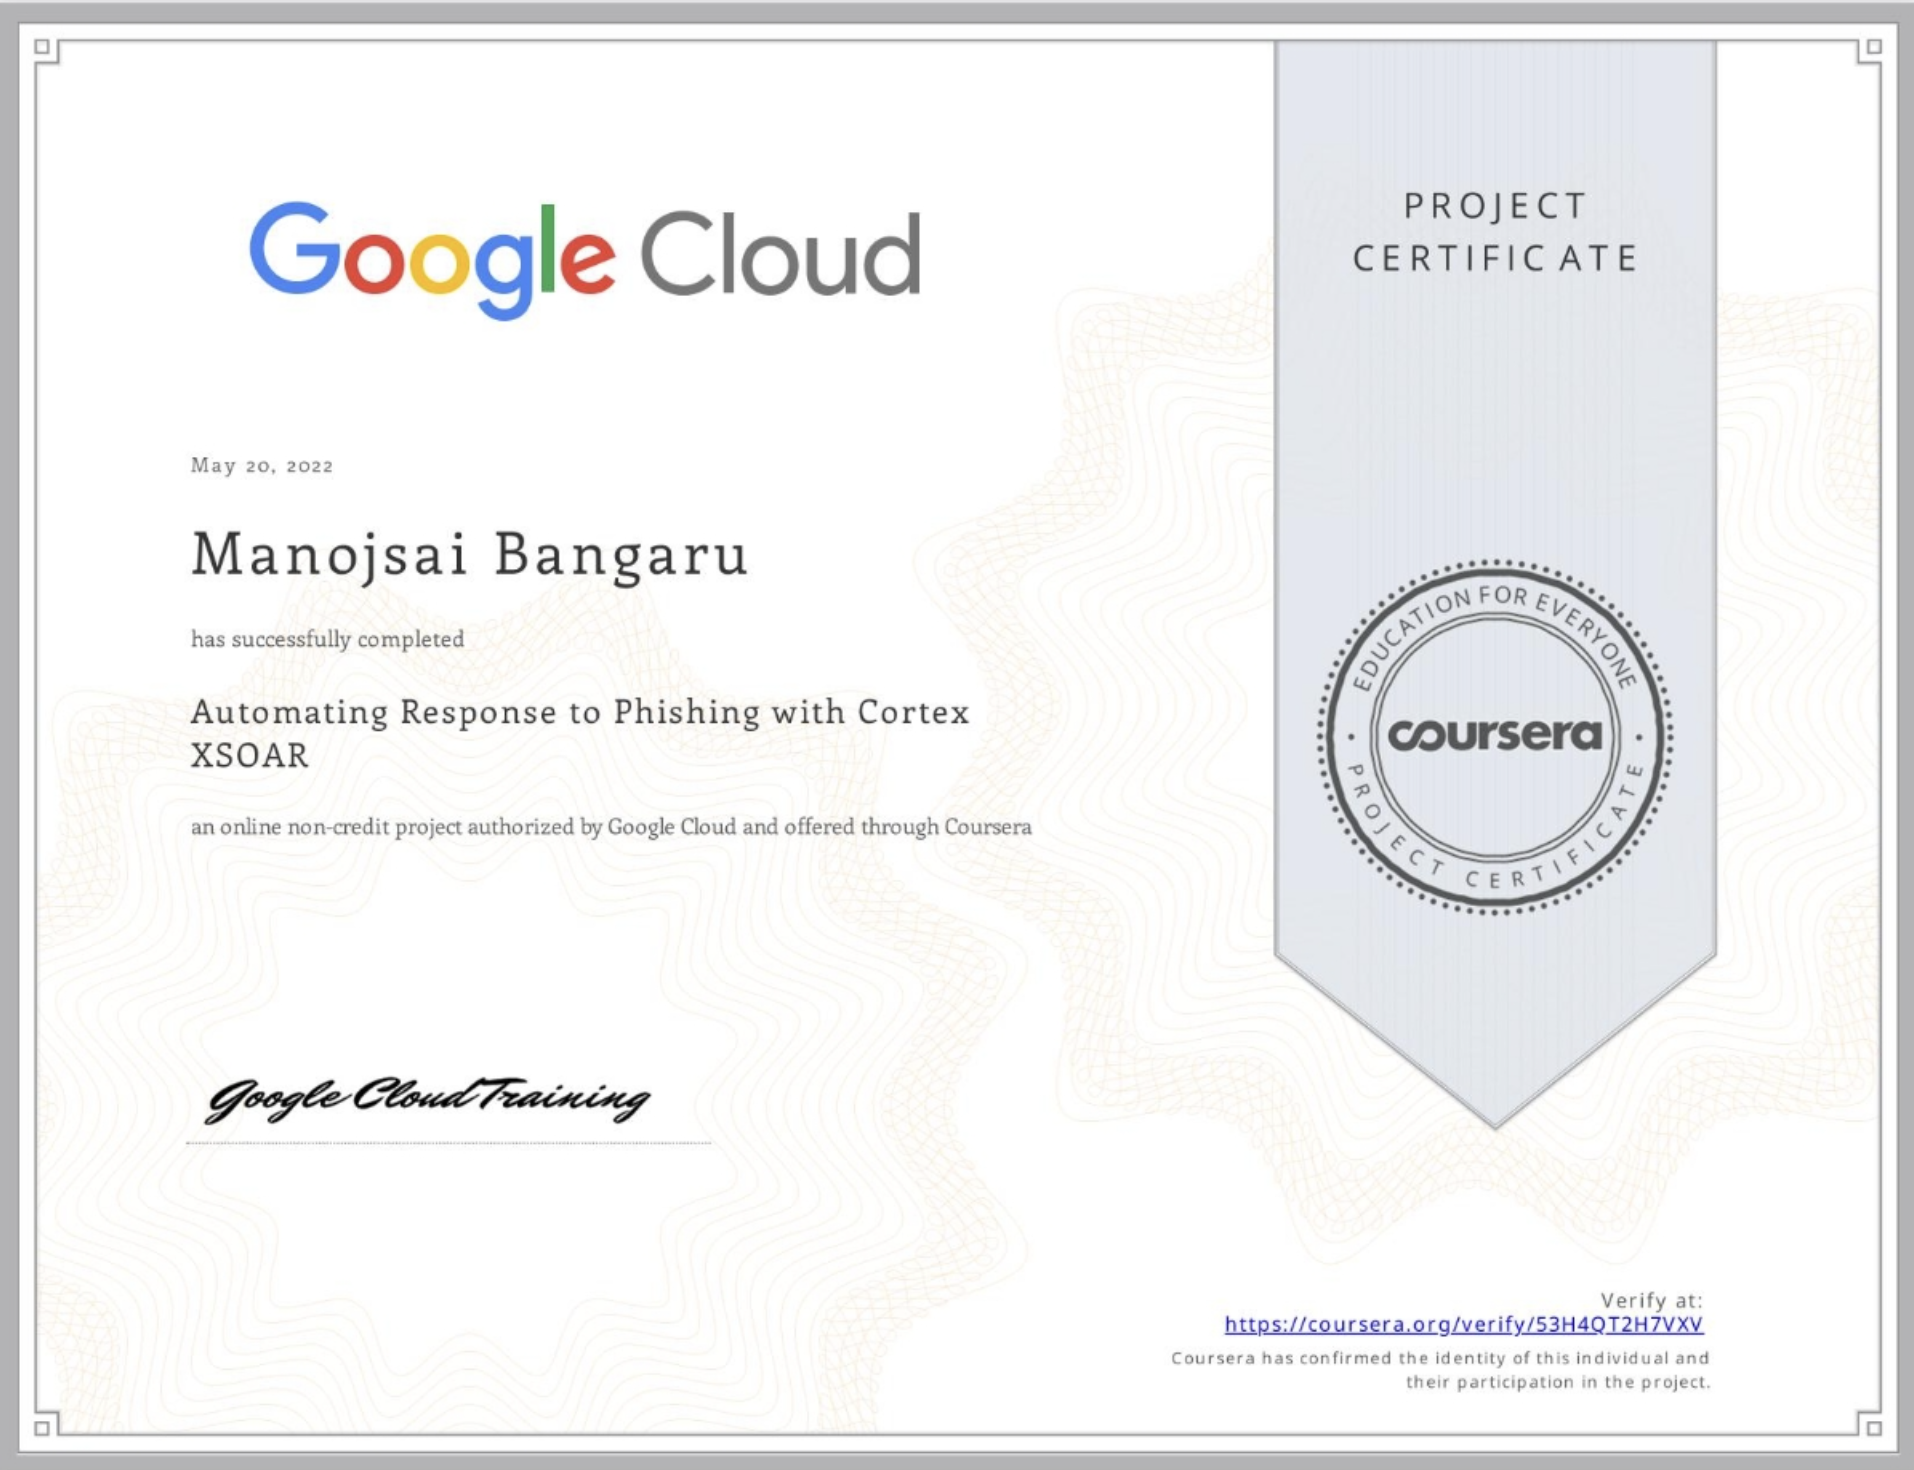 Google Cloud
PROJECT
CERTIFICATE
May 20, 2022
Manojsai Bangaru
has successfully completed
Automating Response to Phishing with Cortex
XSOAR
an online non-credit project authorized by Google Cloud and offered through Coursera
EDUCATION FOR EVERYONE
coursera
PROJECT CERTIFICATE
Google Cloud Training
Verify at:
https://coursera.org/verify/53H4QT2H7VXV
Coursera has confirmed the identity of this individual and
their participation in the project.